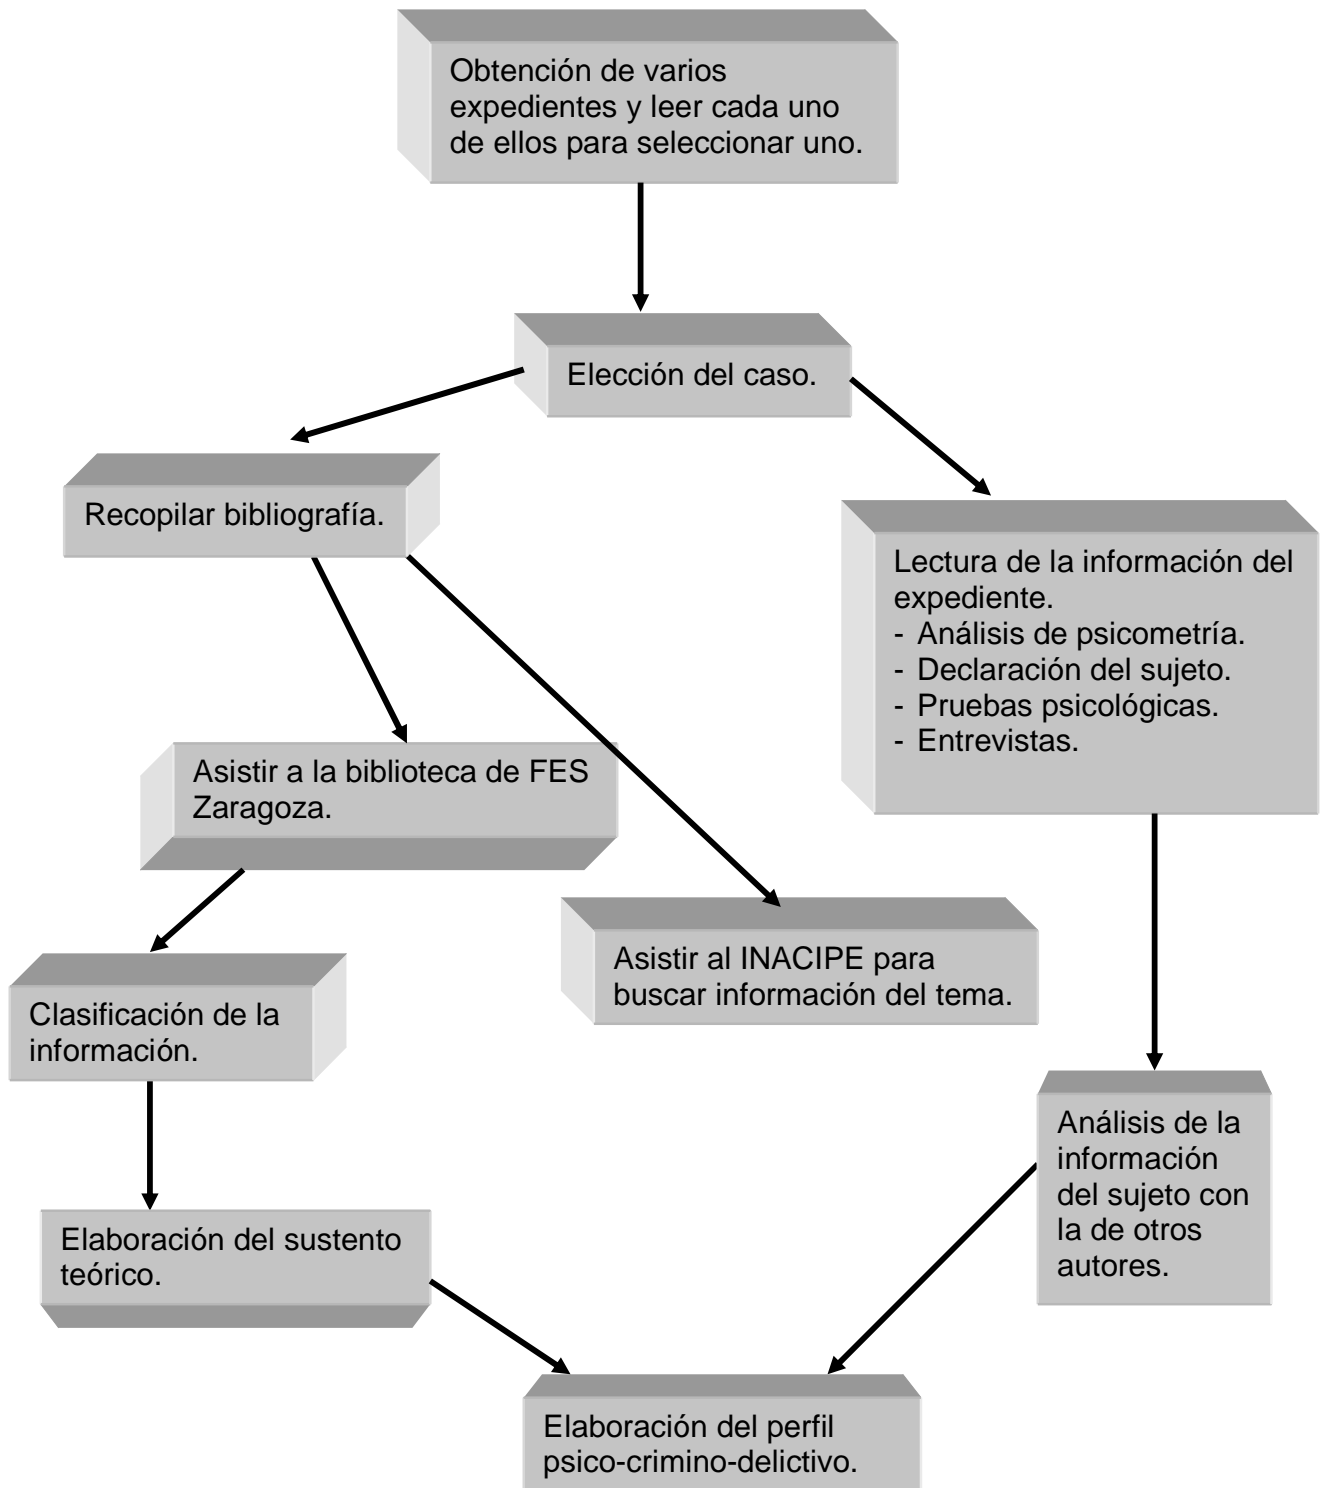 Obtención de varios
expedientes y leer cada uno
de ellos para seleccionar uno.
Elección del caso.
Recopilar bibliografía.
Lectura de la información del
expediente.
- Análisis de psicometría.
- Declaración del sujeto.
- Pruebas psicológicas.
- Entrevistas.
Asistir a la biblioteca de FES
Zaragoza.
Asistir al INACIPE para
buscar información del tema.
Clasificación de la
información.
Análisis de la
información
del sujeto con
la de otros
autores.
Elaboración del sustento
teórico.
Elaboración del perfil
psico-crimino-delictivo.